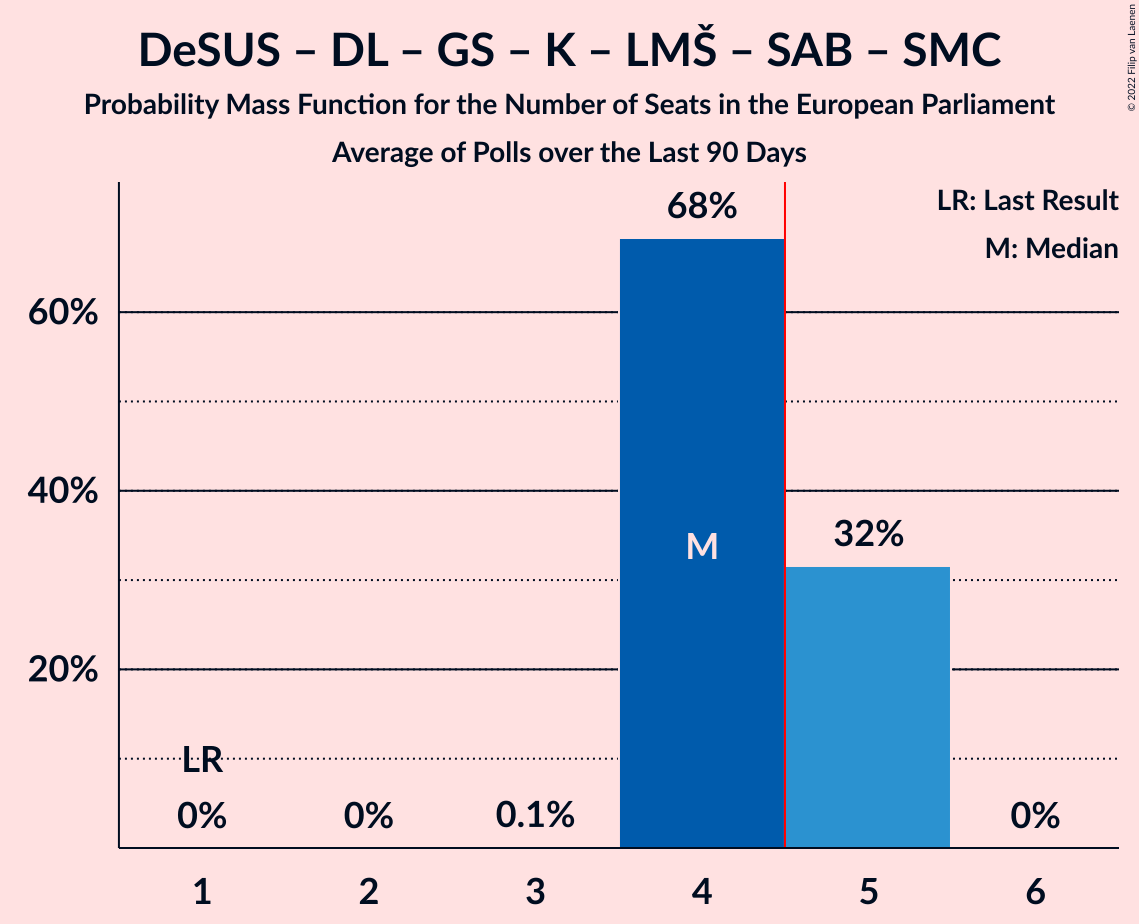 DeSUS – DL – GS – K – LMŠ – SAB – SMC
Probability Mass Function for the Number of Seats in the European Parliament
Average of Polls over the Last 90 Days
© 2022 Filip van Laenen
LR: Last Result
M: Median
68%
60%
40%
32%
M
20%
LR
0%
0%
0.1%
0%
1
2
3
4
5
6